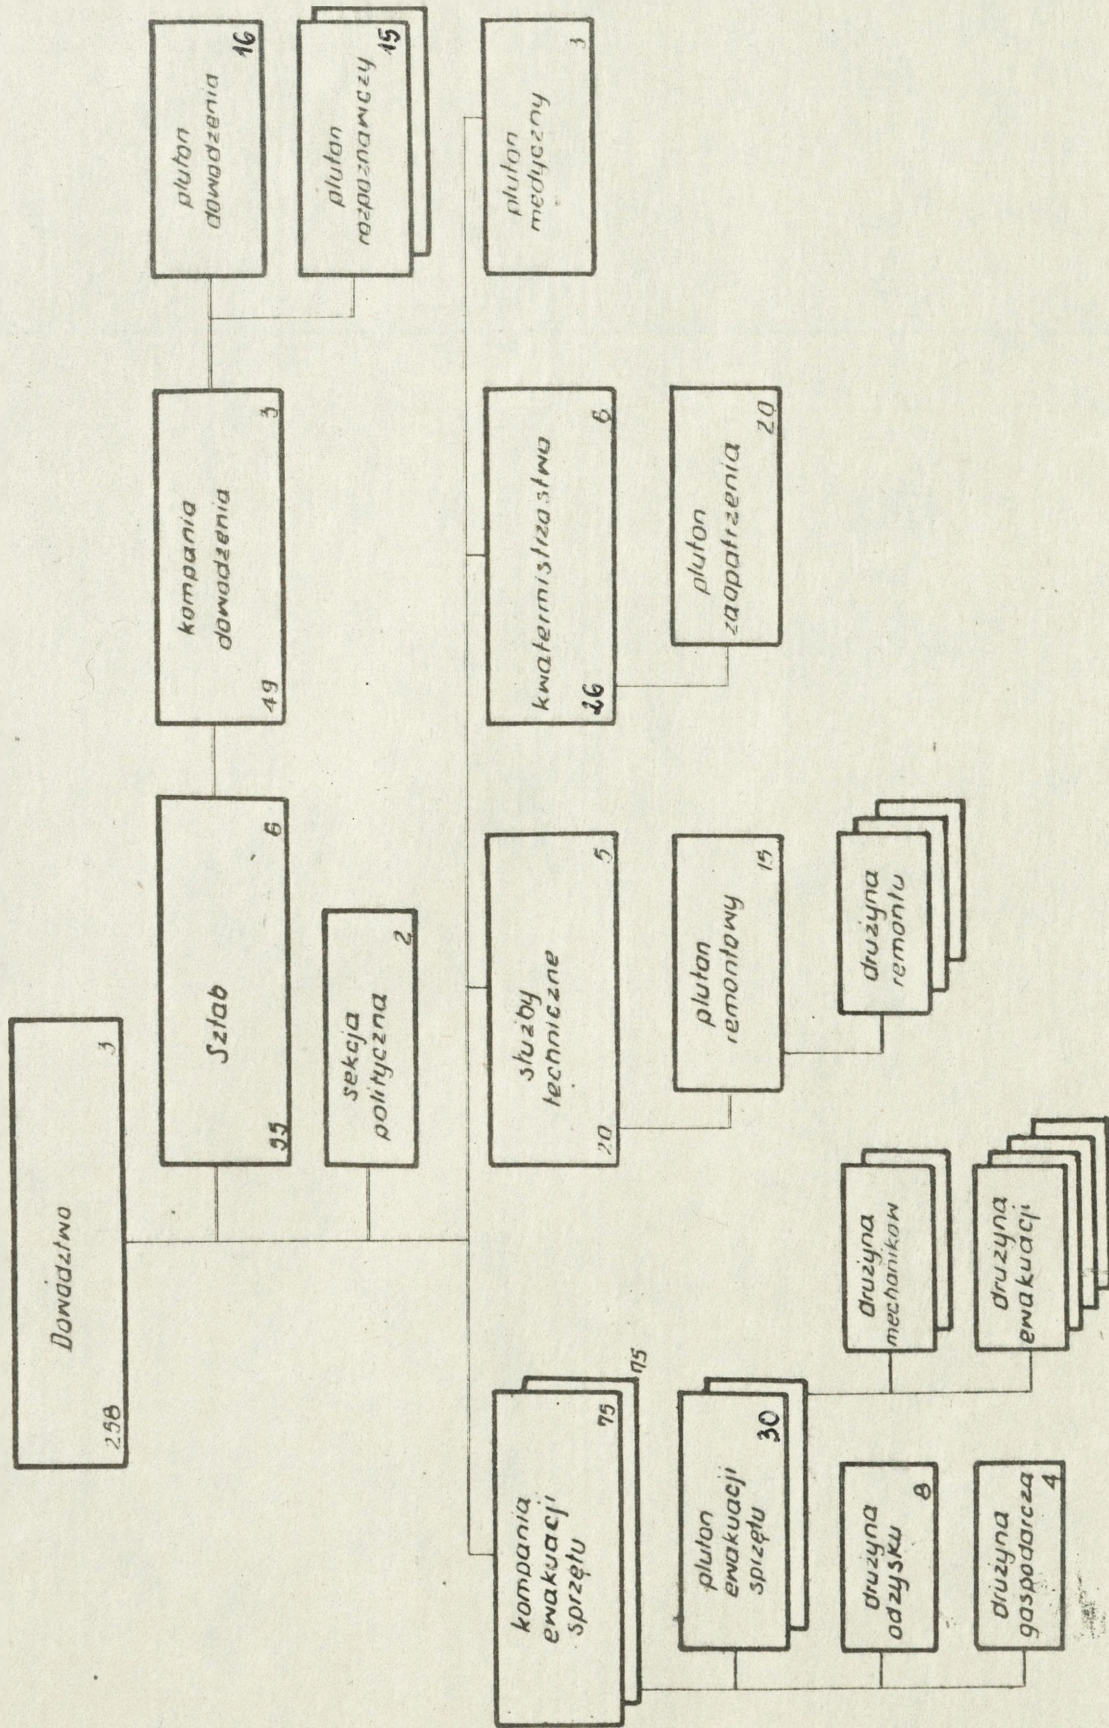 Dowództwo
258
3
Sztab
55
6
kompania
dowodzenia
49
3
pluton
dowodzenia
16
pluton
rozpoznawczy
15
sekcja
polityczna
2
kompania
ewakuacji
sprzętu
75
75
służby
techniczne
20
5
kwatermistrzostwo
26
6
pluton
medyczny
3
pluton
ewakuacji
sprzętu
30
pluton
remontowy
15
pluton
zaopatrzenia
20
drużyna
odzysku
8
drużyna
mechaników
drużyna
remontu
drużyna
gospodarcza
4
drużyna
ewakuacji